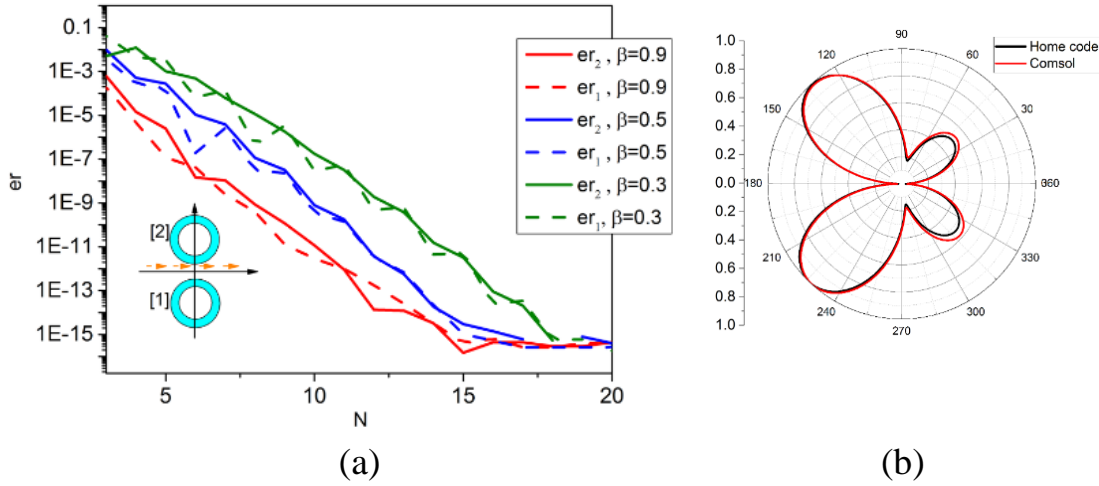 0.1
1E-3
1E-5
1E-7
1E-9
1E-11
1E-13
1E-15
er
5
10
15
20
N
er₂ , β=0.9
er₁ , β=0.9
er₂ , β=0.5
er₁ , β=0.5
er₂ , β=0.3
er₁, β=0.3
[2]
[1]
(a)
1.0
0.8
0.6
0.4
0.2
0.0
0.2
0.4
0.6
0.8
1.0
90
120
60
150
30
180
210
330
240
300
270
Home code
Comsol
(b)